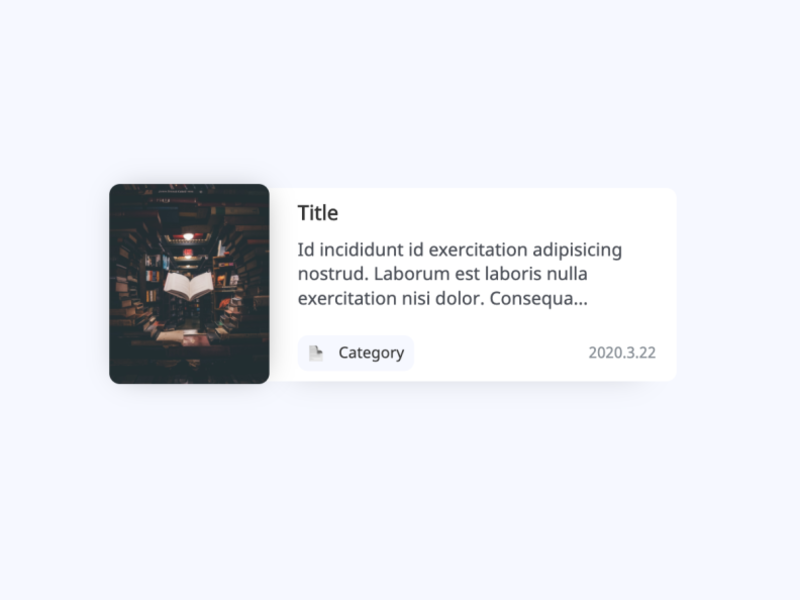 Title
Id incididunt id exercitation adipisicing
nostrud. Laborum est laboris nulla
exercitation nisi dolor. Consequa...
Category
2020.3.22